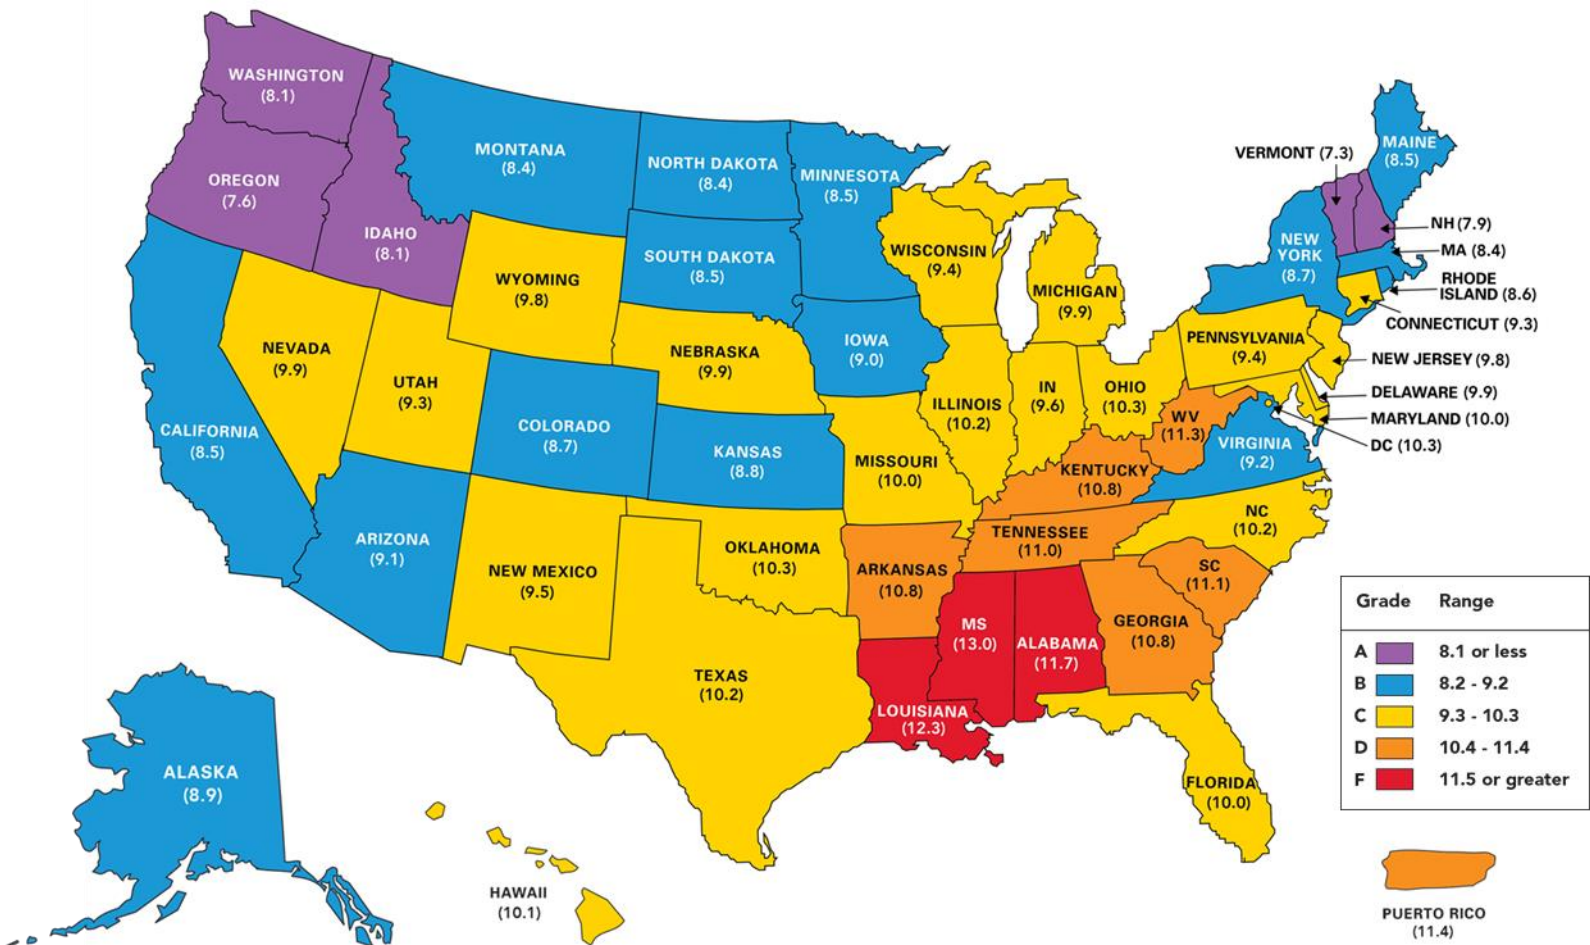 WASHINGTON
(8.1)
OREGON
(7.6)
IDAHO
(8.1)
MONTANA
(8.4)
NORTH DAKOTA
(8.4)
MINNESOTA
(8.5)
SOUTH DAKOTA
(8.5)
WYOMING
(9.8)
WISCONSIN
(9.4)
MICHIGAN
(9.9)
VERMONT (7.3)
MAINE
(8.5)
NH (7.9)
MA (8.4)
NEW
YORK
(8.7)
RHODE
ISLAND (8.6)
CONNECTICUT (9.3)
NEW JERSEY (9.8)
DELAWARE (9.9)
MARYLAND (10.0)
DC (10.3)
PENNSYLVANIA
(9.4)
NEVADA
(9.9)
UTAH
(9.3)
NEBRASKA
(9.9)
IOWA
(9.0)
ILLINOIS
(10.2)
IN
(9.6)
OHIO
(10.3)
WV
(11.3)
VIRGINIA
(9.2)
CALIFORNIA
(8.5)
COLORADO
(8.7)
KANSAS
(8.8)
MISSOURI
(10.0)
KENTUCKY
(10.8)
NC
(10.2)
ARIZONA
(9.1)
NEW MEXICO
(9.5)
OKLAHOMA
(10.3)
ARKANSAS
(10.8)
TENNESSEE
(11.0)
SC
(11.1)
MS
(13.0)
ALABAMA
(11.7)
GEORGIA
(10.8)
TEXAS
(10.2)
LOUISIANA
(12.3)
FLORIDA
(10.0)
ALASKA
(8.9)
HAWAII
(10.1)
Grade Range
A 8.1 or less
B 8.2 - 9.2
C 9.3 - 10.3
D 10.4 - 11.4
F 11.5 or greater
PUERTO RICO
(11.4)